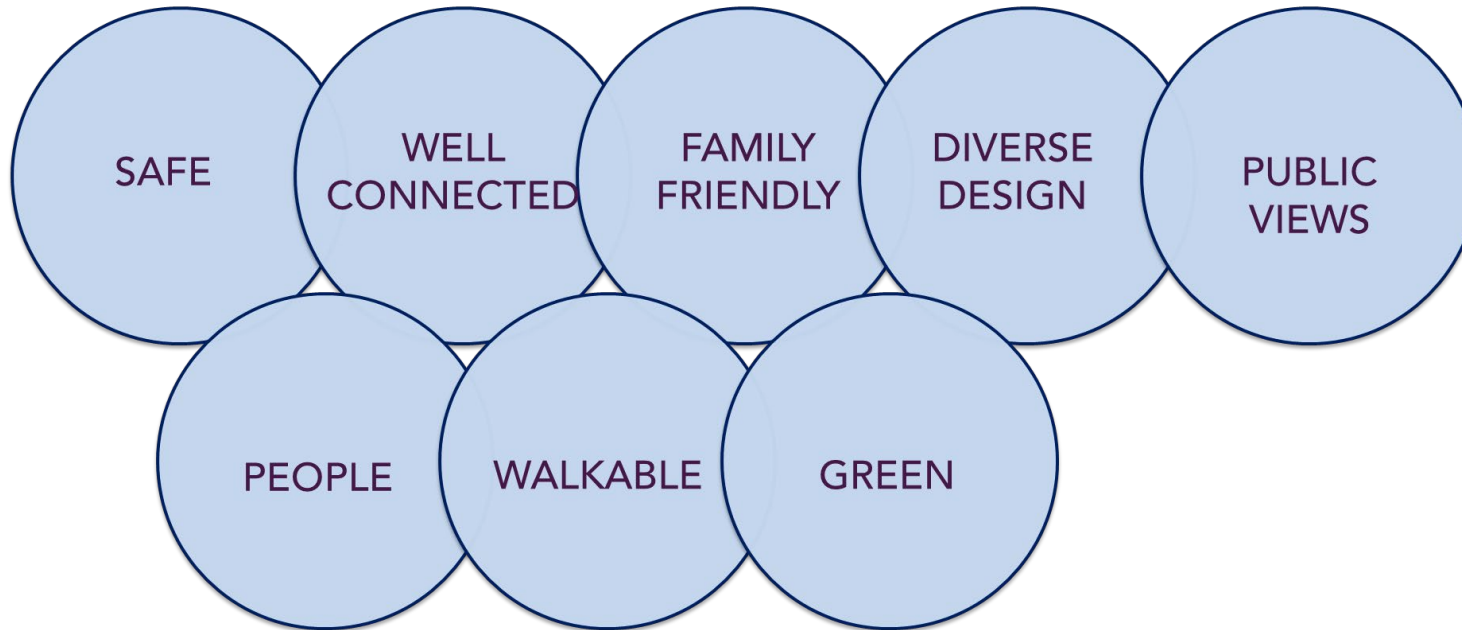 SAFE
WELL
CONNECTED
FAMILY
FRIENDLY
DIVERSE
DESIGN
PUBLIC
VIEWS
PEOPLE
WALKABLE
GREEN